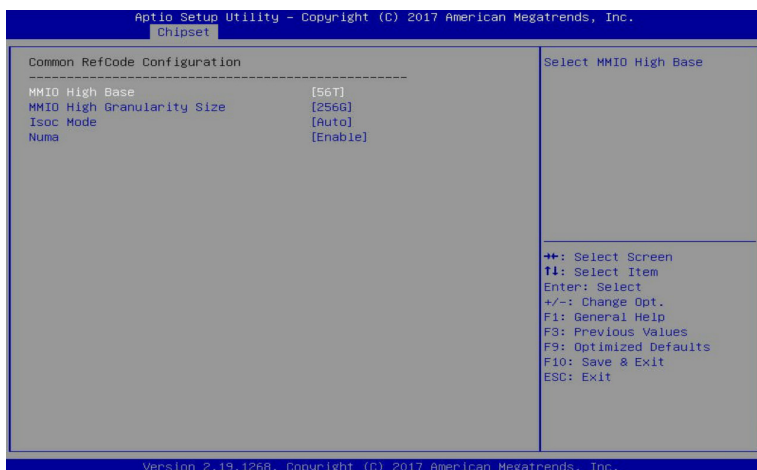 Aptio Setup Utility – Copyright (C) 2017 American Megatrends, Inc.
Chipset
Common RefCode Configuration
--------------------------------------------------
MMIO High Base [56T]
MMIO High Granularity Size [256G]
Isoc Mode [Auto]
Numa [Enable]
Select MMIO High Base
→←: Select Screen
↑↓: Select Item
Enter: Select
+/-: Change Opt.
F1: General Help
F3: Previous Values
F9: Optimized Defaults
F10: Save & Exit
ESC: Exit
Version 2.19.1268. Copyright (C) 2017 American Megatrends, Inc.